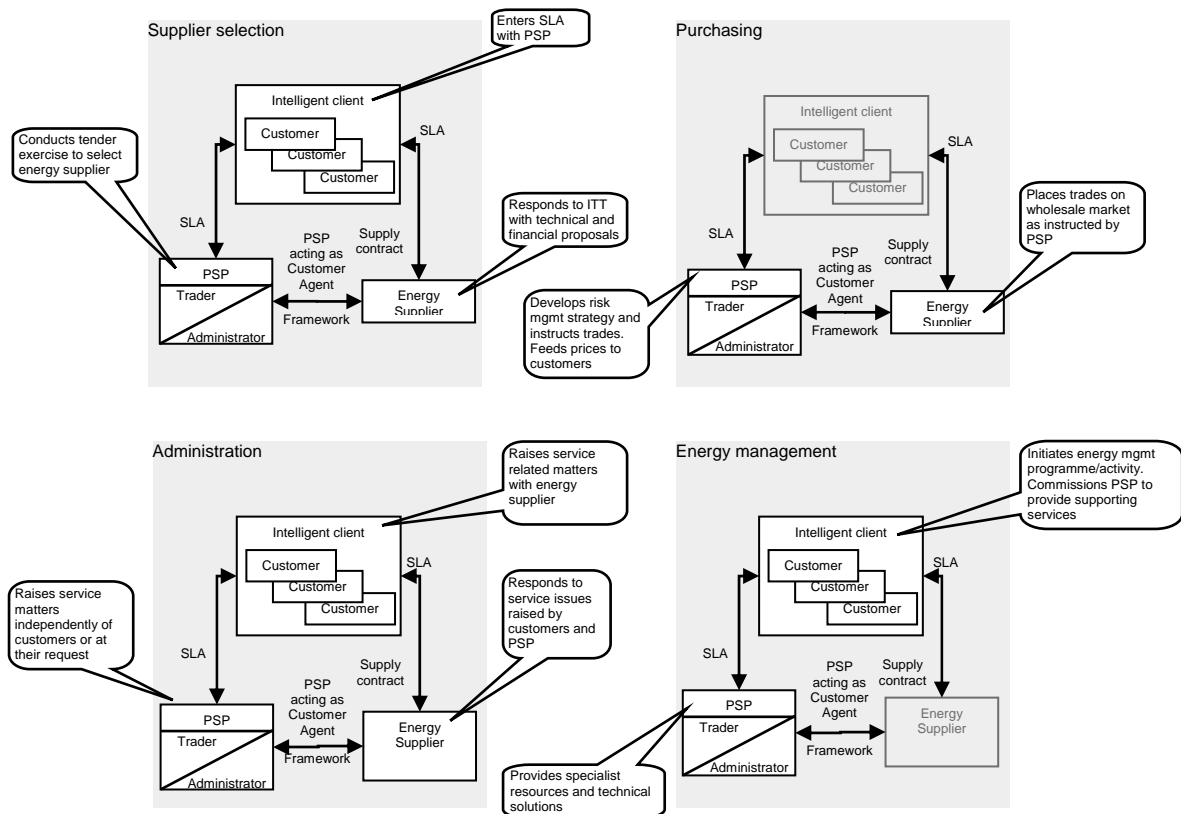 Supplier selection
Enters SLA
with PSP
Intelligent client
Customer
Customer
Customer
SLA
Conducts tender
exercise to select
energy supplier
SLA
Responds to ITT
with technical and
financial proposals
PSP
acting as
Customer
Agent
Supply
contract
PSP
Trader
Administrator
Framework
Energy
Supplier
Purchasing
Intelligent client
Customer
Customer
Customer
SLA
SLA
Places trades on
wholesale market
as instructed by
PSP
PSP
acting as
Customer
Agent
Supply
contract
PSP
Trader
Administrator
Framework
Energy
Supplier
Develops risk
mgmt strategy and
instructs trades.
Feeds prices to
customers
Administration
Raises service
related matters
with energy
supplier
Intelligent client
Customer
Customer
Customer
SLA
Raises service
matters
independently of
customers or at
their request
SLA
Responds to
service issues
raised by
customers and
PSP
PSP
acting as
Customer
Agent
Supply
contract
PSP
Trader
Administrator
Framework
Energy
Supplier
Energy management
Initiates energy mgmt
programme/activity.
Commissions PSP to
provide supporting
services
Intelligent client
Customer
Customer
Customer
SLA
SLA
PSP
acting as
Customer
Agent
Supply
contract
PSP
Trader
Administrator
Framework
Energy
Supplier
Provides specialist
resources and technical
solutions